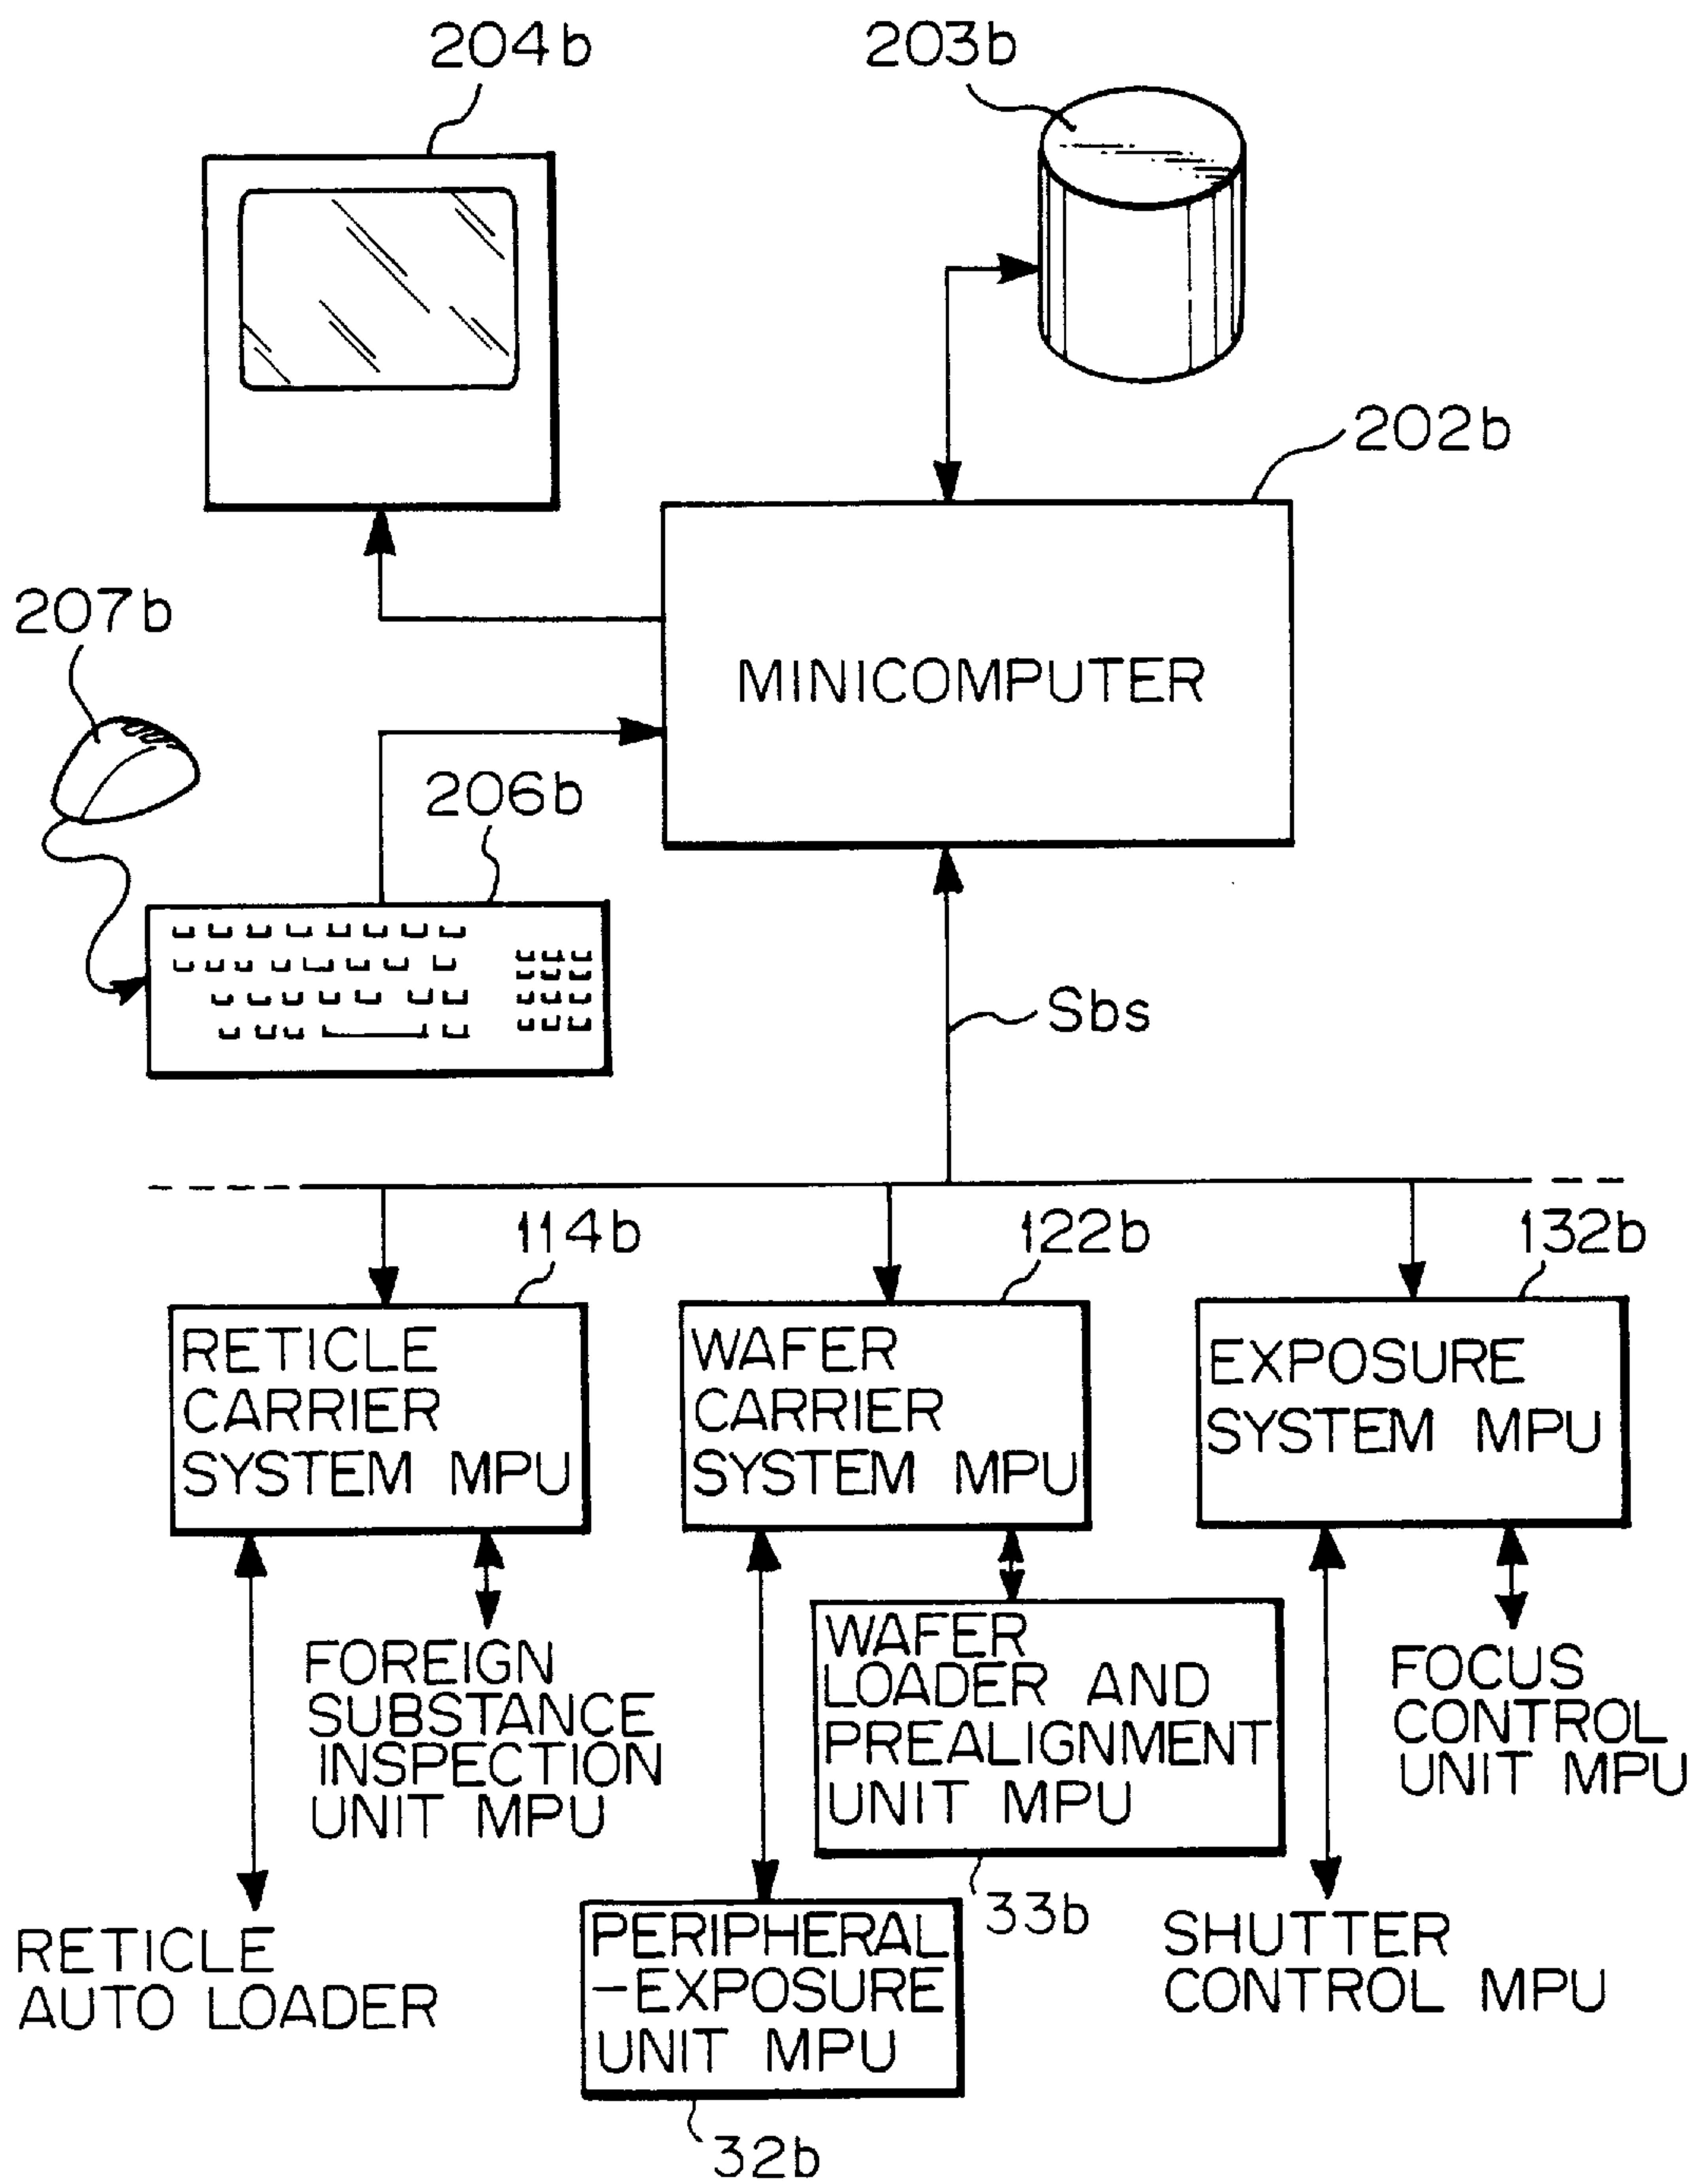 204b
203b
202b
MINICOMPUTER
207b
206b
Sbs
114b
122b
132b
RETICLE
CARRIER
SYSTEM MPU
WAFER
CARRIER
SYSTEM MPU
EXPOSURE
SYSTEM MPU
FOREIGN
SUBSTANCE
INSPECTION
UNIT MPU
WAFER
LOADER AND
PREALIGNMENT
UNIT MPU
FOCUS
CONTROL
UNIT MPU
33b
RETICLE
AUTO LOADER
PERIPHERAL
-EXPOSURE
UNIT MPU
SHUTTER
CONTROL MPU
32b